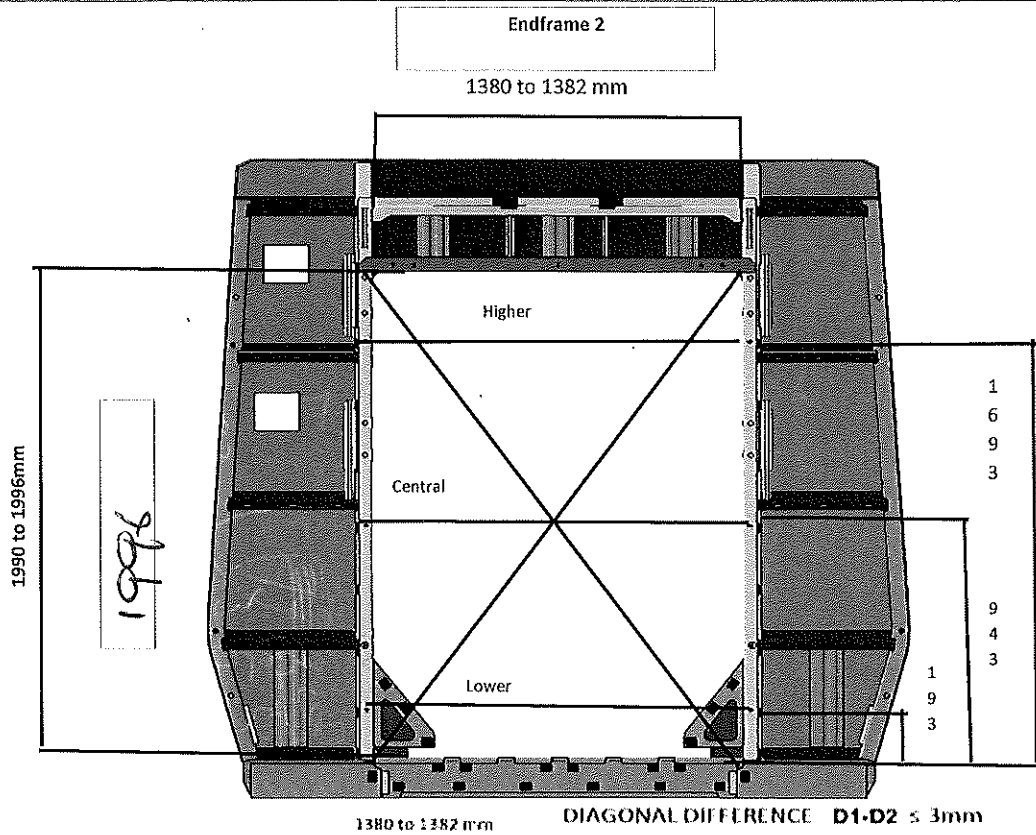 Endframe 2
1380 to 1382 mm
Higher
1
6
9
3
Central
1990 to 1996mm
9
4
3
Lower
1
9
3
1380 to 1382 mm
DIAGONAL DIFFERENCE D1-D2 ≤ 3mm